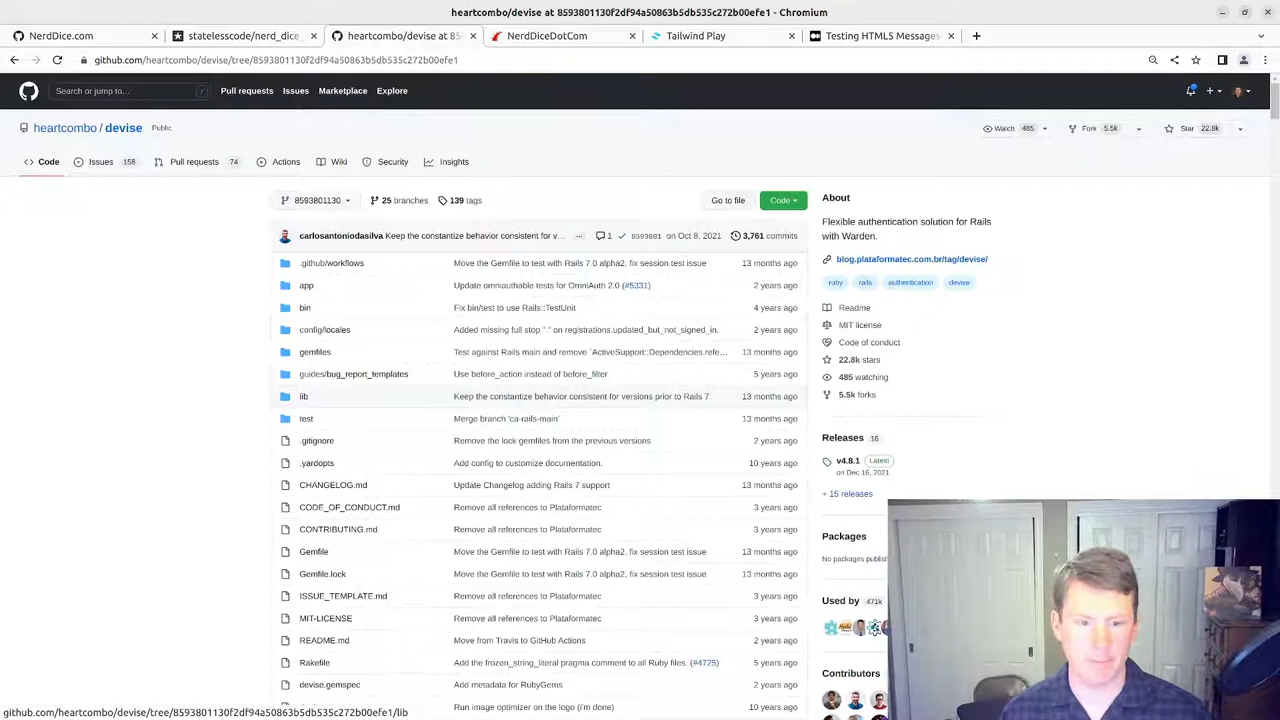 heartcombo/devise at 8593801130f2df94a50863b5db535c272b00efe1 - Chromium
NerdDice.com
statelesscode/nerd_dice_
heartcombo/devise at 85
NerdDiceDotCom
Tailwind Play
Testing HTML5 Messages
github.com/heartcombo/devise/tree/8593801130f2df94a50863b5db535c272b00efe1
Search or jump to... /
Pull requests Issues Marketplace Explore
heartcombo / devise Public
Watch 485 Fork 5.5k Star 22.8k
Code Issues 158 Pull requests 74 Actions Wiki Security Insights
8593801130 25 branches 139 tags Go to file Code
carlosantoniodasilva Keep the constantize behavior consistent for v... ... 1 8593801 on Oct 8, 2021 3,761 commits
.github/workflows Move the Gemfile to test with Rails 7.0 alpha2, fix session test issue 13 months ago
app Update omniauthable tests for OmniAuth 2.0 (#5331) 2 years ago
bin Fix bin/test to use Rails::TestUnit 4 years ago
config/locales Added missing full stop "." on registrations.updated_but_not_signed_in. 2 years ago
gemfiles Test against Rails main and remove `ActiveSupport::Dependencies.refe... 13 months ago
guides/bug_report_templates Use before_action instead of before_filter 5 years ago
lib Keep the constantize behavior consistent for versions prior to Rails 7 13 months ago
test Merge branch 'ca-rails-main' 13 months ago
.gitignore Remove the lock gemfiles from the previous versions 2 years ago
.yardopts Add config to customize documentation. 10 years ago
CHANGELOG.md Update Changelog adding Rails 7 support 13 months ago
CODE_OF_CONDUCT.md Remove all references to Plataformatec 3 years ago
CONTRIBUTING.md Remove all references to Plataformatec 3 years ago
Gemfile Move the Gemfile to test with Rails 7.0 alpha2, fix session test issue 13 months ago
Gemfile.lock Move the Gemfile to test with Rails 7.0 alpha2, fix session test issue 13 months ago
ISSUE_TEMPLATE.md Remove all references to Plataformatec 3 years ago
MIT-LICENSE Remove all references to Plataformatec 3 years ago
README.md Move from Travis to GitHub Actions 2 years ago
Rakefile Add the frozen_string_literal pragma comment to all Ruby files. (#4725) 5 years ago
devise.gemspec Add metadata for RubyGems 2 years ago
Run image optimizer on the logo (i'm done) 10 years ago
About
Flexible authentication solution for Rails
with Warden.
blog.plataformatec.com.br/tag/devise/
ruby rails authentication devise
Readme
MIT license
Code of conduct
22.8k stars
485 watching
5.5k forks
Releases 16
v4.8.1 Latest
on Dec 16, 2021
+ 15 releases
Packages
No packages publis
Used by 471k
Contributors
github.com/heartcombo/devise/tree/8593801130f2df94a50863b5db535c272b00efe1/lib